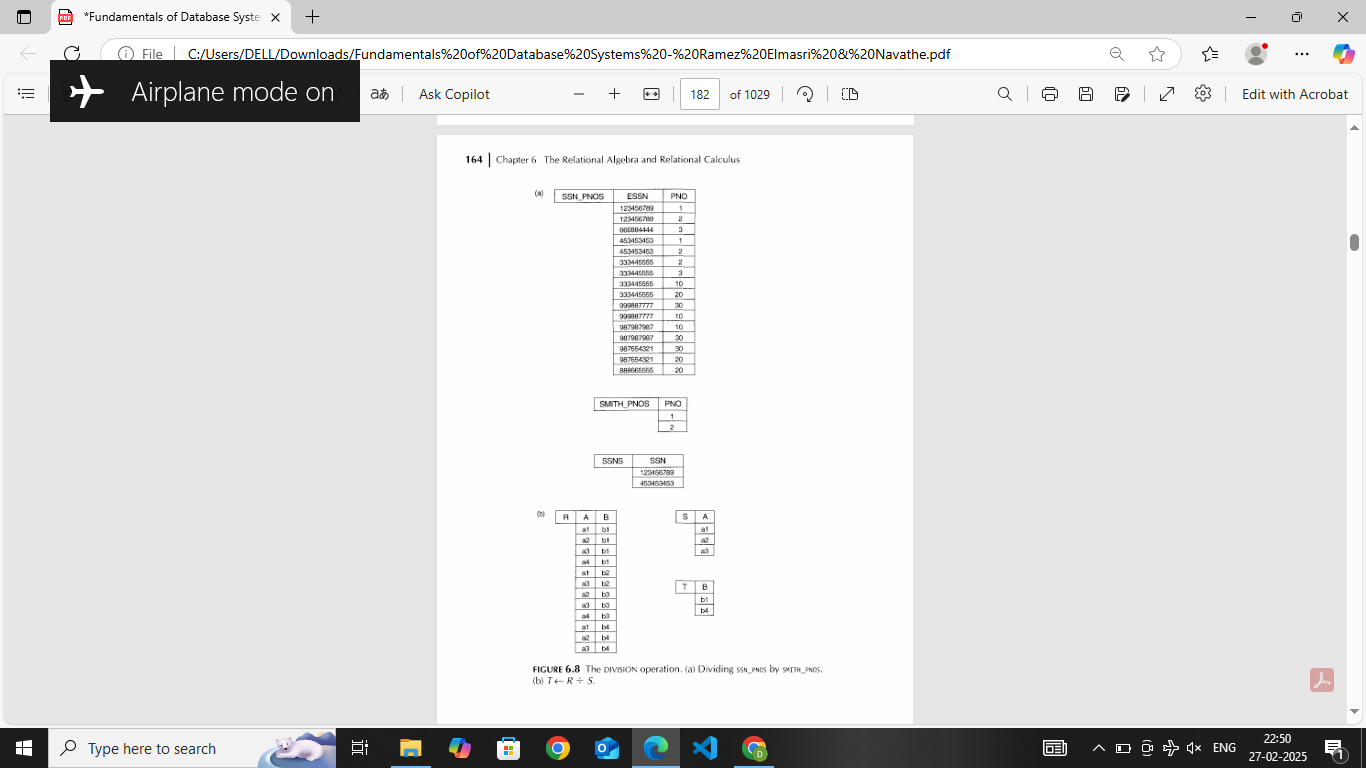 *Fundamentals of Database Syste
File C:/Users/DELL/Downloads/Fundamentals%20of%20Database%20Systems%20-%20Ramez%20Elmasri%20&%20Navathe.pdf
Airplane mode on
aあ Ask Copilot 182 of 1029 Edit with Acrobat
164 Chapter 6 The Relational Algebra and Relational Calculus
(a) SSN_PNOS ESSN PNO
123456789 1
123456789 2
666884444 3
453453453 1
453453453 2
333445555 2
333445555 3
333445555 10
333445555 20
999887777 30
999887777 10
987987987 10
987987987 30
987654321 30
987654321 20
888665555 20
SMITH_PNOS PNO
1
2
SSNS SSN
123456789
453453453
(b) R A B
a1 b1
a2 b1
a3 b1
a4 b1
a1 b2
a3 b2
a2 b3
a3 b3
a4 b3
a1 b4
a2 b4
a3 b4
S A
a1
a2
a3
T B
b1
b4
FIGURE 6.8 The DIVISION operation. (a) Dividing SSN_PNOS by SMITH_PNOS.
(b) T ← R ÷ S.
Type here to search
ENG
22:50
27-02-2025
1